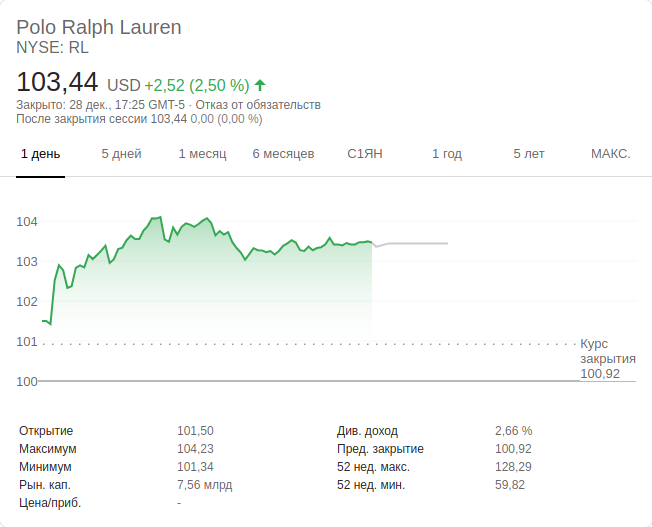 Polo Ralph Lauren
NYSE: RL
103,44 USD +2,52 (2,50 %)
Закрыто: 28 дек., 17:25 GMT-5 · Отказ от обязательств
После закрытия сессии 103,44 0,00 (0,00 %)
1 день 5 дней 1 месяц 6 месяцев С1ЯН 1 год 5 лет МАКС.
104
103
102
101
100
Курс
закрытия
100,92
Открытие 101,50 Див. доход 2,66 %
Максимум 104,23 Пред. закрытие 100,92
Минимум 101,34 52 нед. макс. 128,29
Рын. кап. 7,56 млрд 52 нед. мин. 59,82
Цена/приб. -